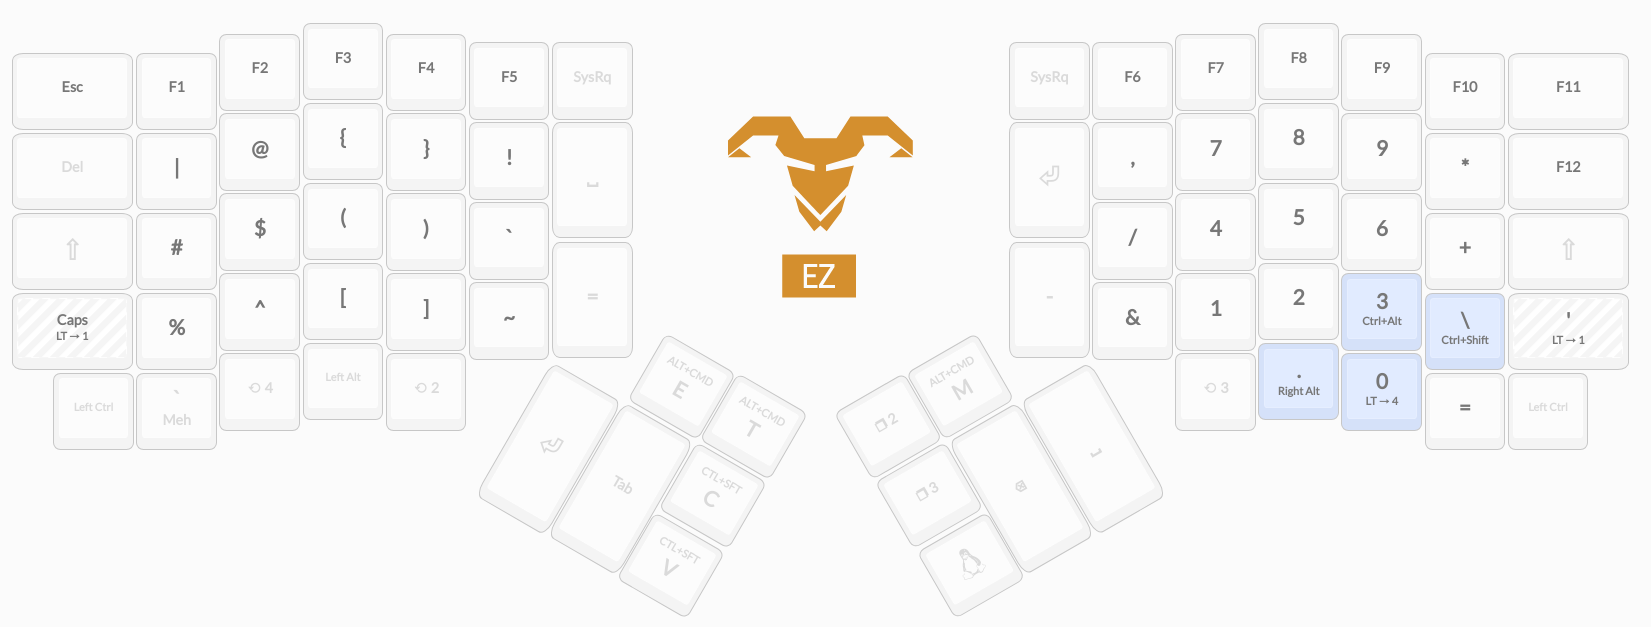 Esc
F1
F2
F3
F4
F5
SysRq
SysRq
F6
F7
F8
F9
F10
F11
Del
|
@
{
}
!
,
7
8
9
*
F12
#
$
(
)
`
/
4
5
6
+
Caps
LT → 1
%
^
[
]
~
=
-
&
1
2
3
Ctrl+Alt
\
Ctrl+Shift
'
LT → 1
Left Ctrl
`
Meh
4
Left Alt
2
3
.
Right Alt
0
LT → 4
=
Left Ctrl
EZ
ALT+CMD
E
ALT+CMD
T
Tab
CTL+SFT
C
CTL+SFT
V
2
ALT+CMD
M
3